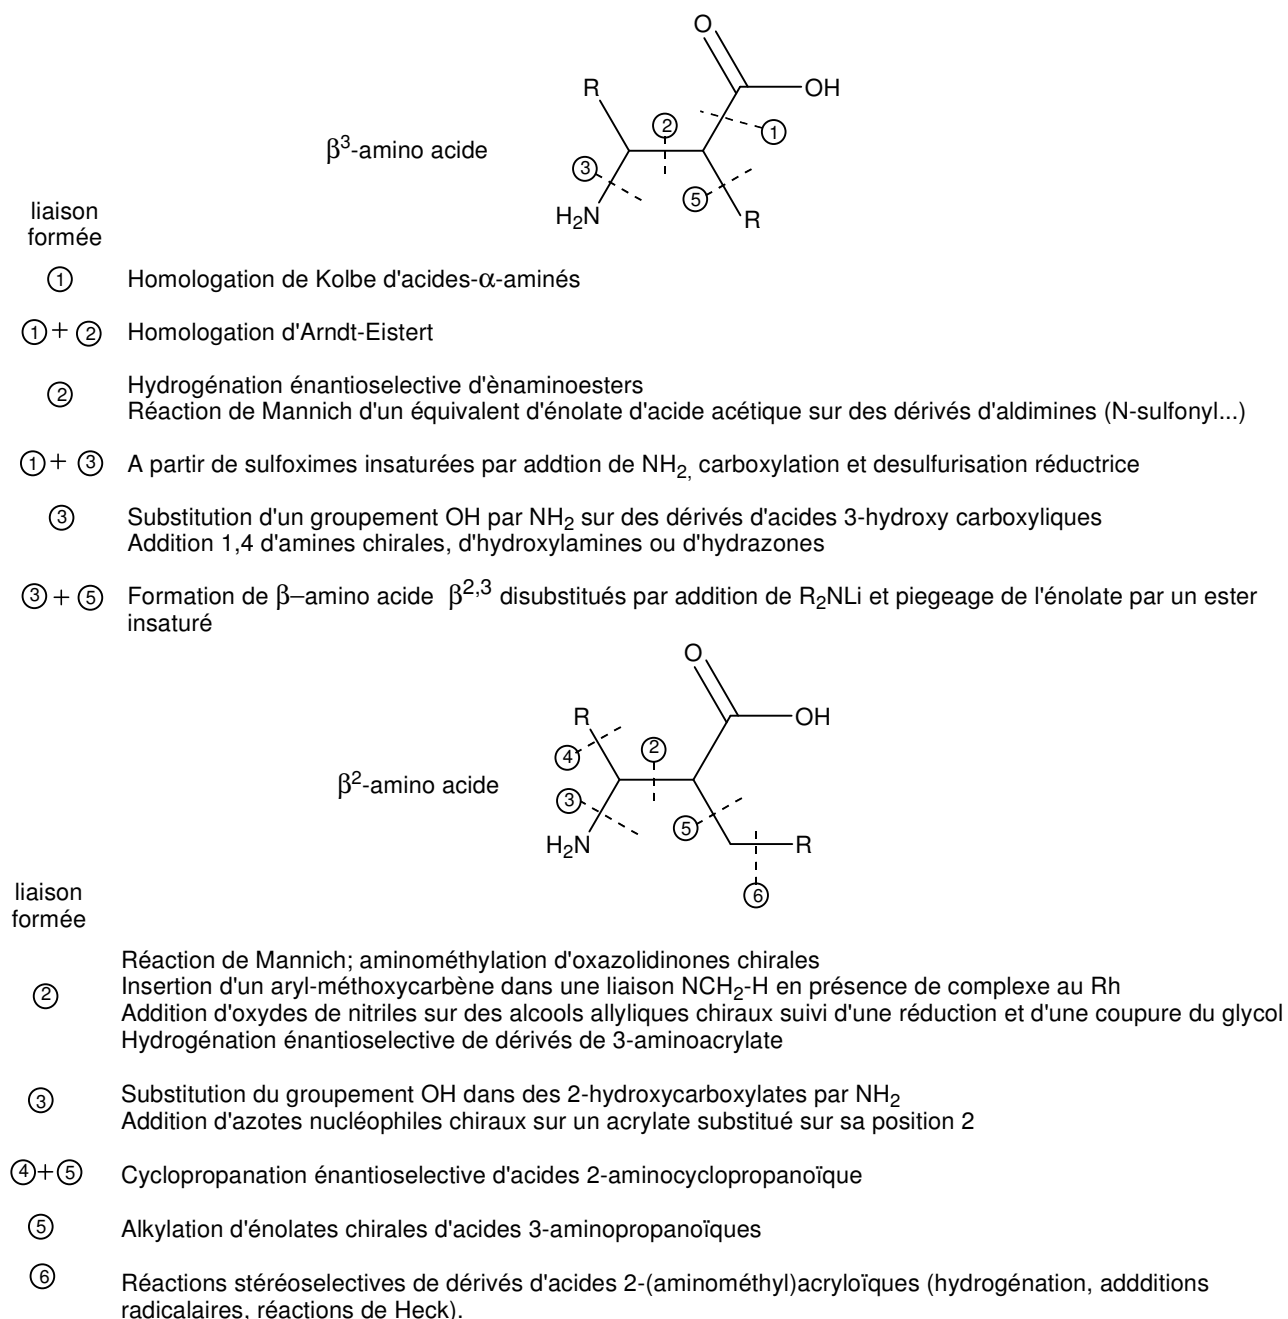 O
R
OH
②
①
β³-amino acide
③
⑤
H₂N
R
liaison
formée
① Homologation de Kolbe d'acides-α-aminés
①+② Homologation d'Arndt-Eistert
② Hydrogénation énantioselective d'ènaminoesters
Réaction de Mannich d'un équivalent d'énolate d'acide acétique sur des dérivés d'aldimines (N-sulfonyl...)
①+③ A partir de sulfoximes insaturées par addtion de NH₂, carboxylation et desulfurisation réductrice
③ Substitution d'un groupement OH par NH₂ sur des dérivés d'acides 3-hydroxy carboxyliques
Addition 1,4 d'amines chirales, d'hydroxylamines ou d'hydrazones
③+⑤ Formation de β–amino acide β²,³ disubstitués par addition de R₂NLi et piegeage de l'énolate par un ester
insaturé
O
R
OH
②
④
β²-amino acide
③
⑤
H₂N
R
⑥
liaison
formée
Réaction de Mannich; aminométhylation d'oxazolidinones chirales
② Insertion d'un aryl-méthoxycarbène dans une liaison NCH₂-H en présence de complexe au Rh
Addition d'oxydes de nitriles sur des alcools allyliques chiraux suivi d'une réduction et d'une coupure du glycol
Hydrogénation énantioselective de dérivés de 3-aminoacrylate
③ Substitution du groupement OH dans des 2-hydroxycarboxylates par NH₂
Addition d'azotes nucléophiles chiraux sur un acrylate substitué sur sa position 2
④+⑤ Cyclopropanation énantioselective d'acides 2-aminocyclopropanoïque
⑤ Alkylation d'énolates chirales d'acides 3-aminopropanoïques
⑥ Réactions stéréoselectives de dérivés d'acides 2-(aminométhyl)acryloïques (hydrogénation, addditions
radicalaires, réactions de Heck).